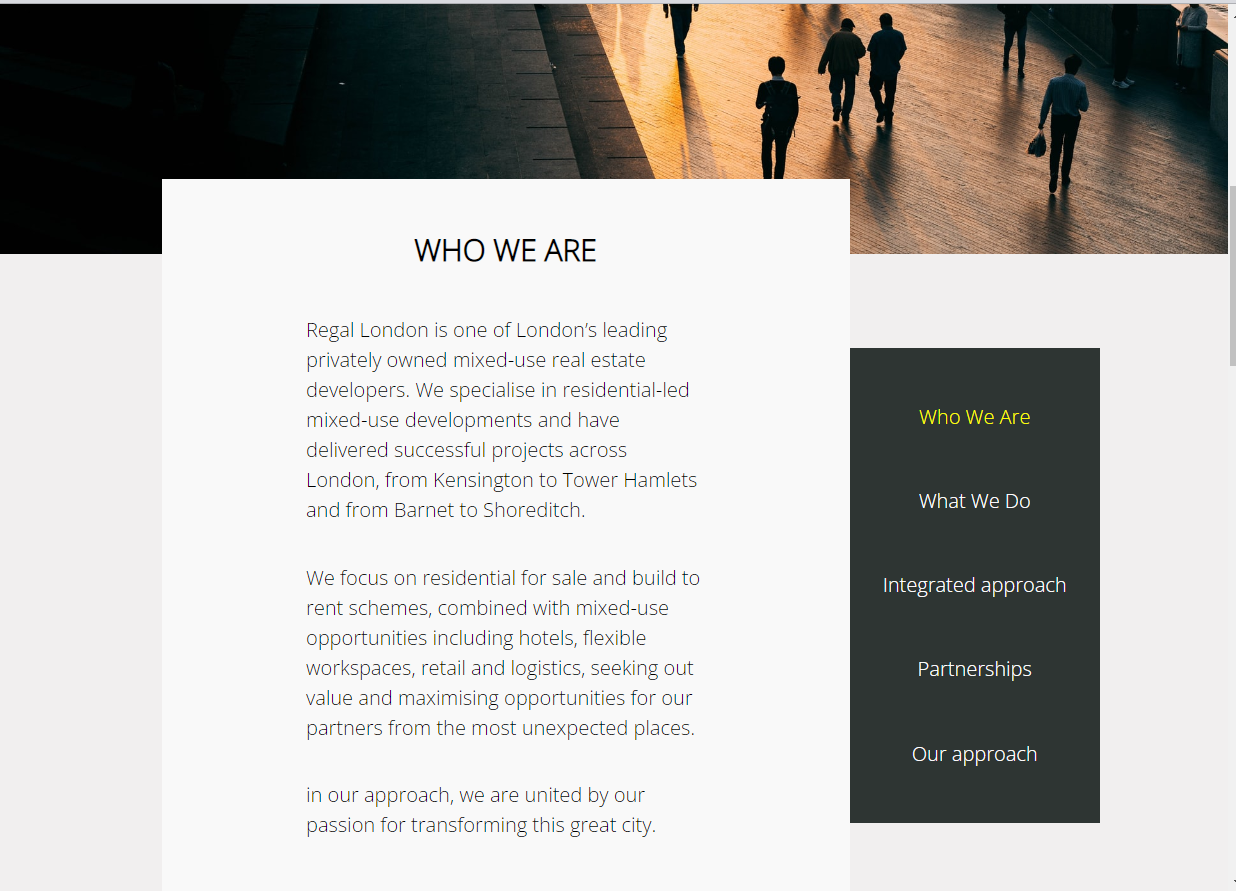 WHO WE ARE
Regal London is one of London’s leading
privately owned mixed-use real estate
developers. We specialise in residential-led
mixed-use developments and have
delivered successful projects across
London, from Kensington to Tower Hamlets
and from Barnet to Shoreditch.
We focus on residential for sale and build to
rent schemes, combined with mixed-use
opportunities including hotels, flexible
workspaces, retail and logistics, seeking out
value and maximising opportunities for our
partners from the most unexpected places.
in our approach, we are united by our
passion for transforming this great city.
Who We Are
What We Do
Integrated approach
Partnerships
Our approach